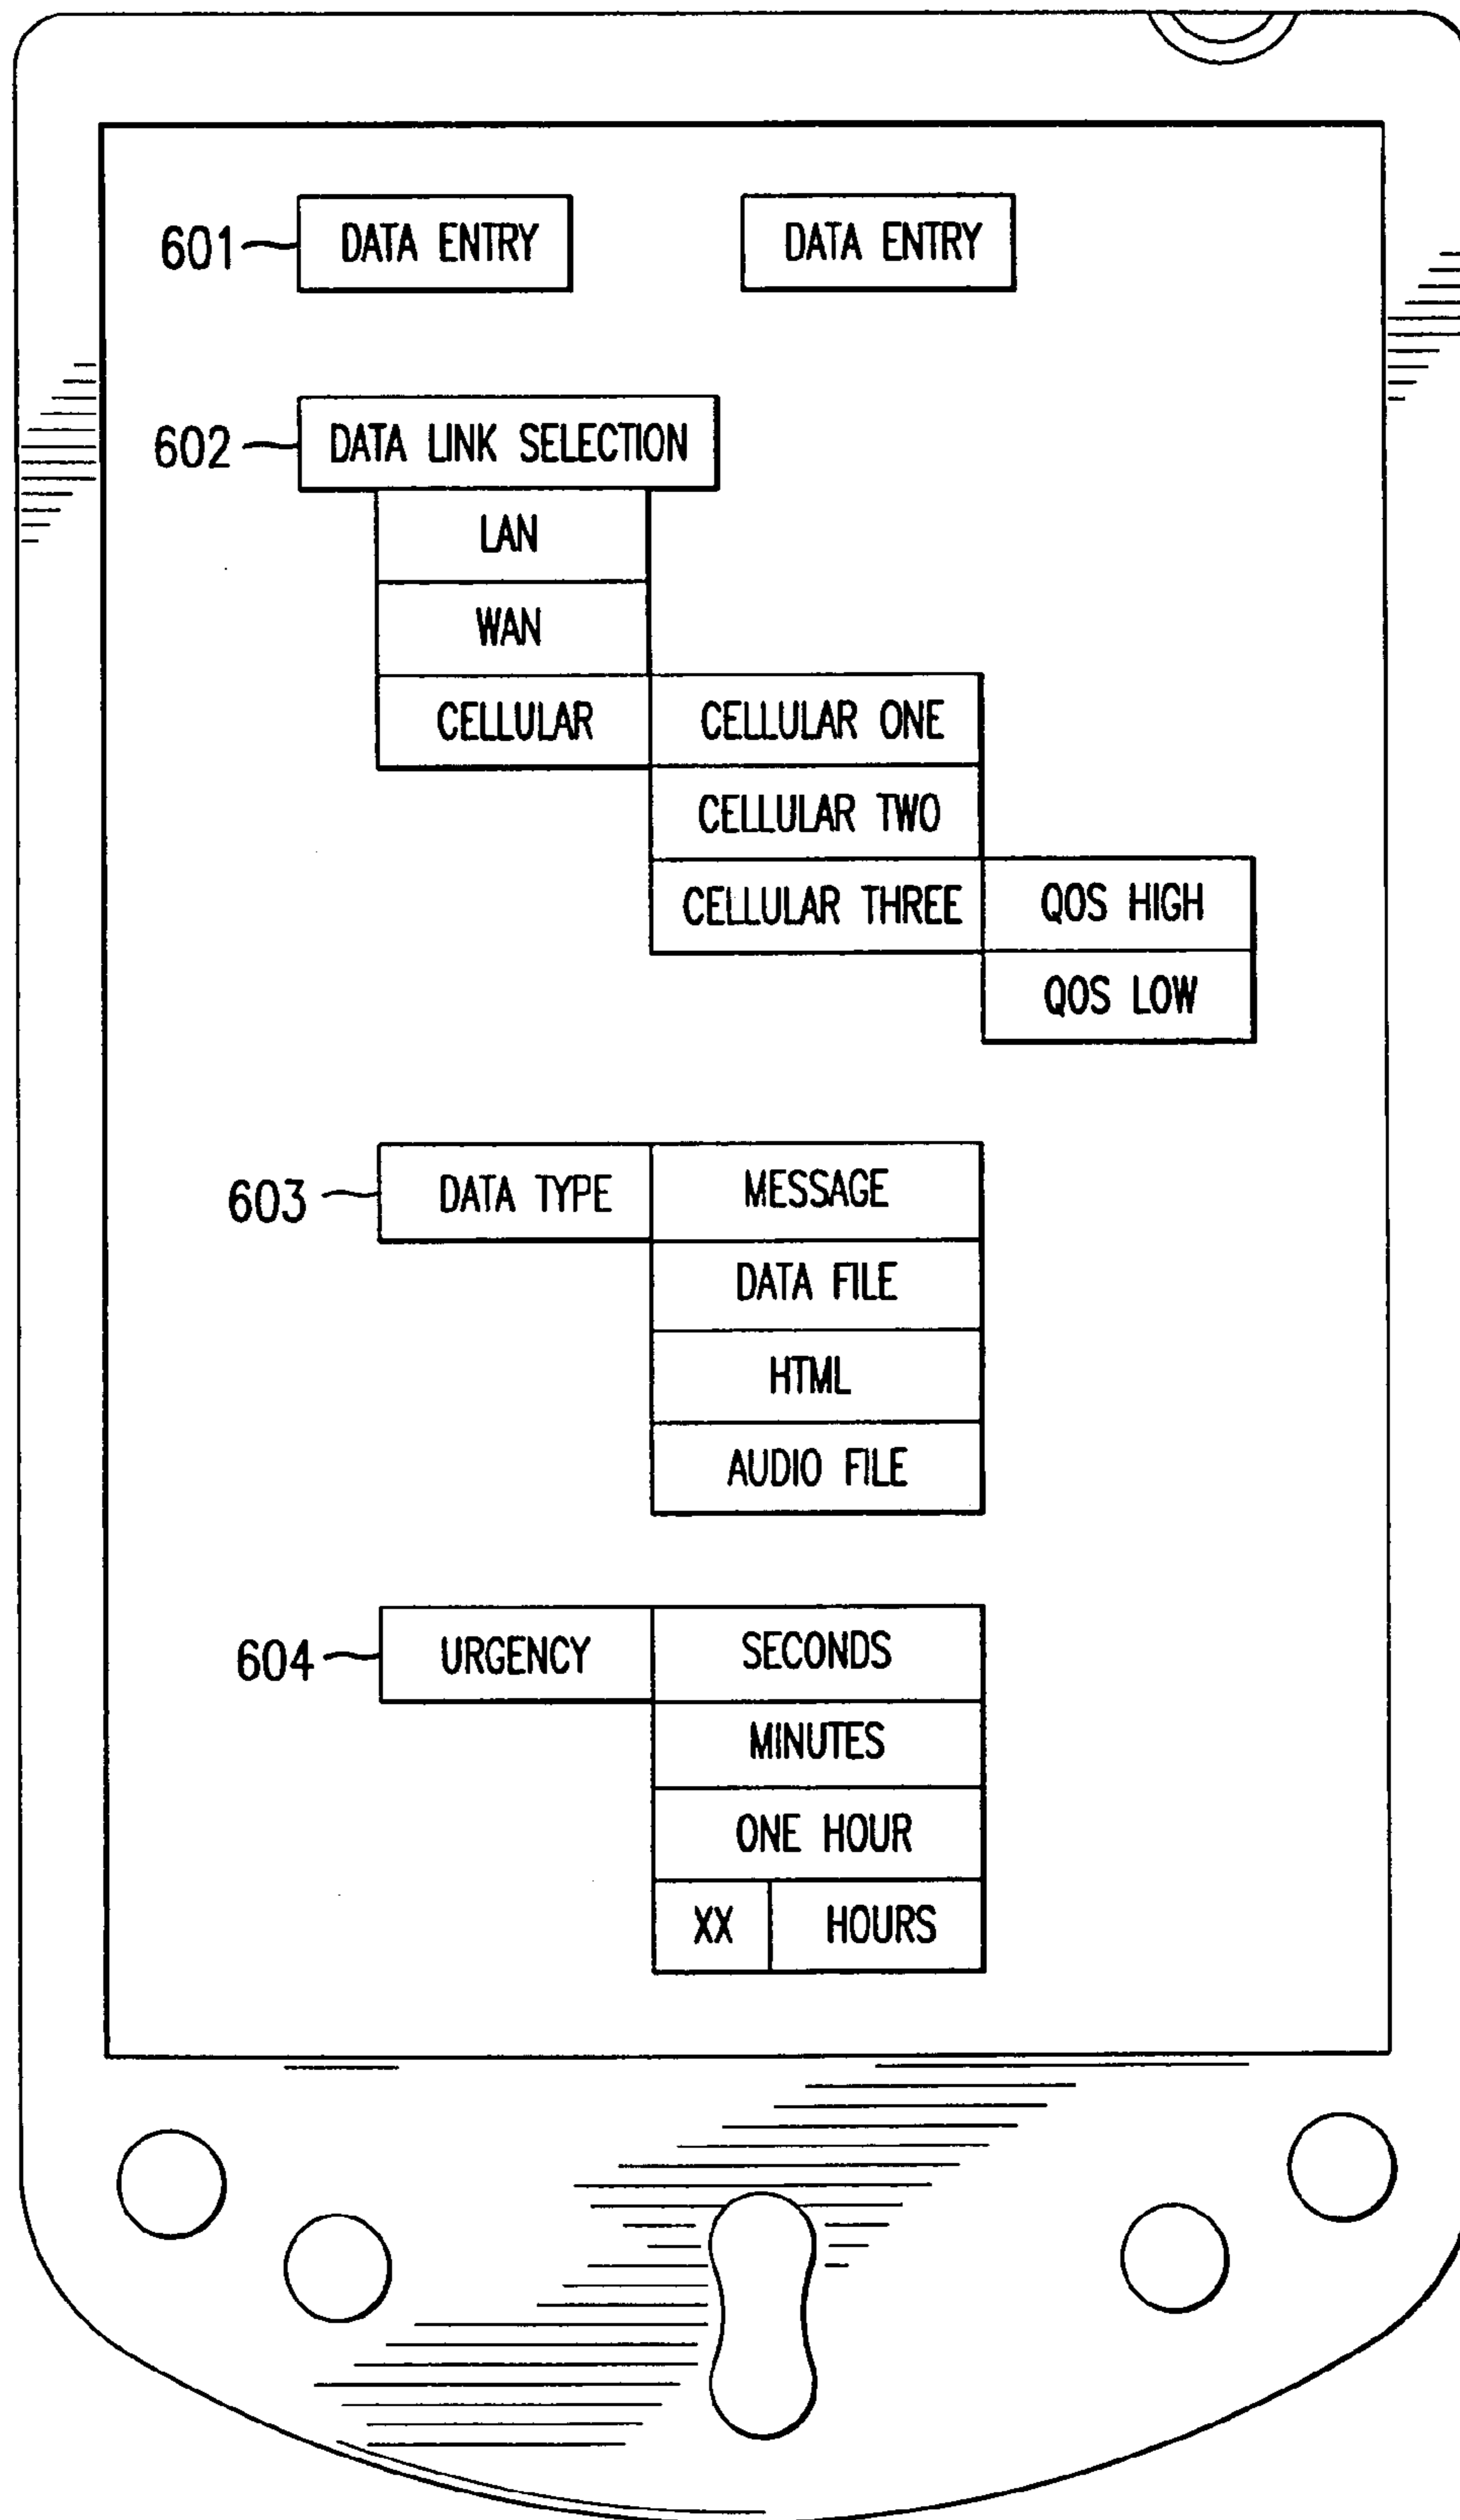 601 DATA ENTRY DATA ENTRY
602 DATA LINK SELECTION
LAN
WAN
CELLULAR CELLULAR ONE
CELLULAR TWO
CELLULAR THREE QOS HIGH
QOS LOW
603 DATA TYPE MESSAGE
DATA FILE
HTML
AUDIO FILE
604 URGENCY SECONDS
MINUTES
ONE HOUR
XX HOURS